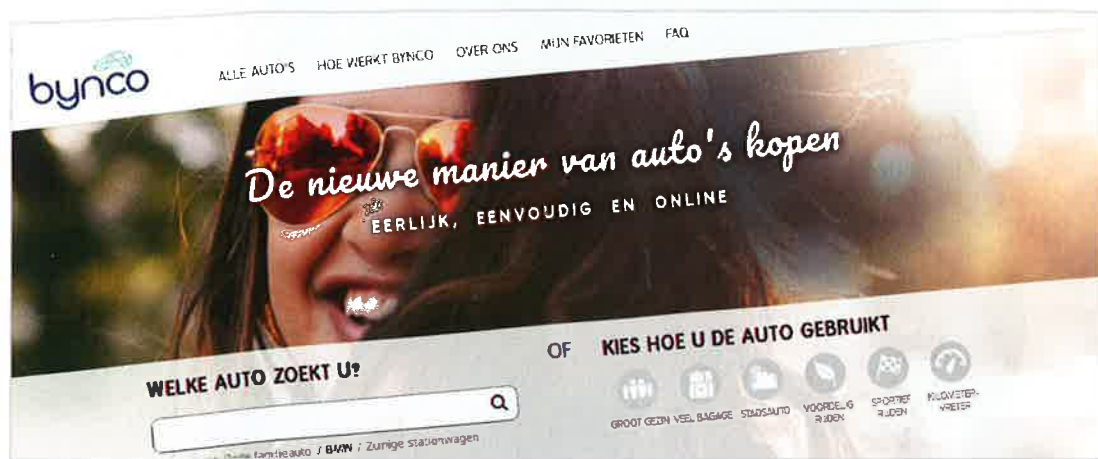 bynco
ALLE AUTO'S HOE WERKT BYNCO OVER ONS MIJN FAVORIETEN FAQ
De nieuwe manier van auto's kopen
EERLIJK, EENVOUDIG EN ONLINE
WELKE AUTO ZOEKT U?
OF
KIES HOE U DE AUTO GEBRUIKT
GROOT GEZIN VEEL BAGAGE STADSAUTO VOORDELIG RIJDEN SPORTIEF RIJDEN KILOMETER-VRETER
familieauto / BMW / Zuinige stationwagen